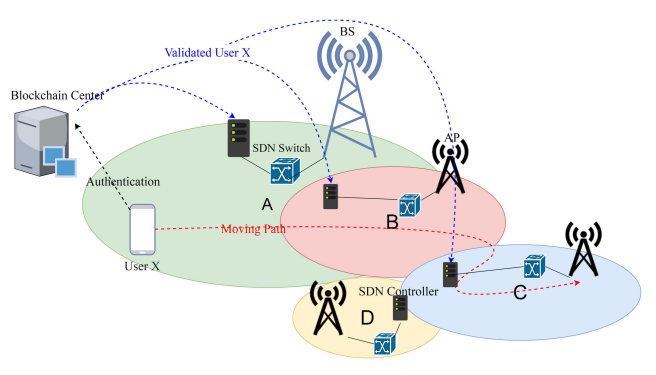 BS
Validated User X
Blockchain Center
AP
SDN Switch
Authentication
A
B
Moving Path
User X
SDN Controller
C
D